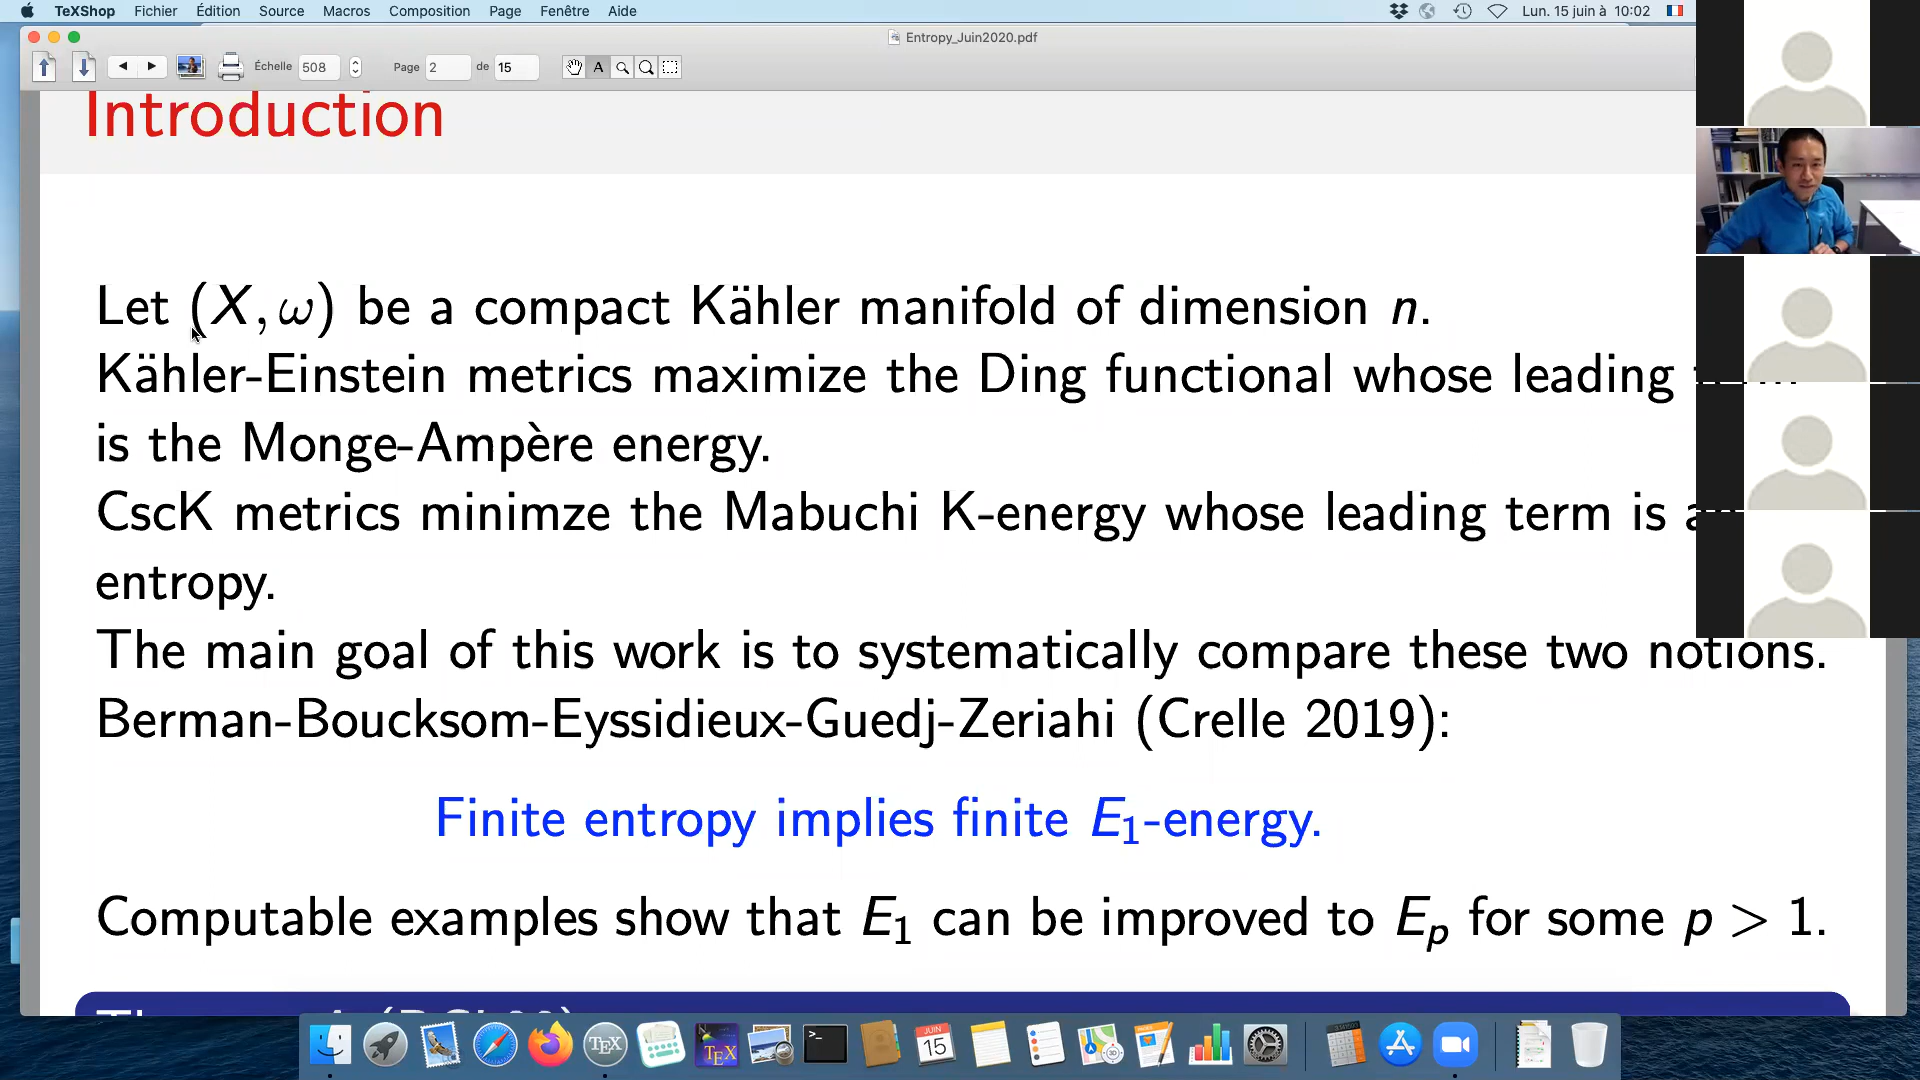 TeXShop Fichier Édition Source Macros Composition Page Fenêtre Aide Lun. 15 juin à 10:02
Entropy_Juin2020.pdf
Échelle 508 Page 2 de 15 A
Introduction
Let (X, ω) be a compact Kähler manifold of dimension n.
Kähler-Einstein metrics maximize the Ding functional whose leading
is the Monge-Ampère energy.
CscK metrics minimze the Mabuchi K-energy whose leading term is
entropy.
The main goal of this work is to systematically compare these two notions.
Berman-Boucksom-Eyssidieux-Guedj-Zeriahi (Crelle 2019):
Finite entropy implies finite E₁-energy.
Computable examples show that E₁ can be improved to Eₚ for some p > 1.
TEX TEX JUIN 15